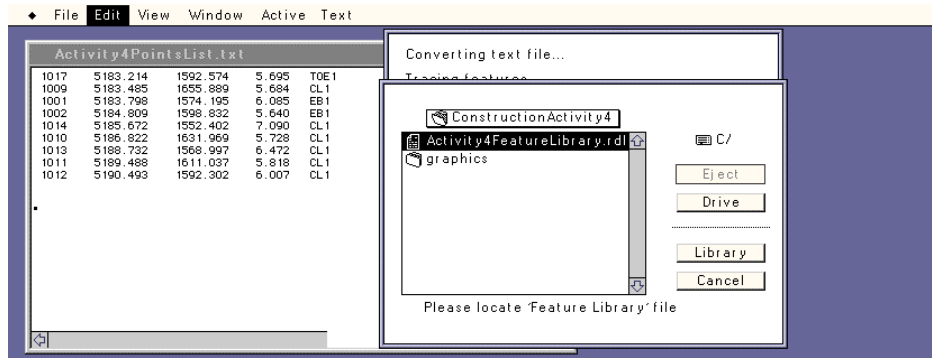 File Edit View Window Active Text
Activity4PointsList.txt
1017 5183.214 1592.574 5.695 TOE1
1009 5183.485 1655.889 5.684 CL1
1001 5183.798 1574.195 6.085 EB1
1002 5184.809 1598.832 5.640 EB1
1014 5185.672 1552.402 7.090 CL1
1010 5186.822 1631.969 5.728 CL1
1013 5188.732 1568.997 6.472 CL1
1011 5189.488 1611.037 5.818 CL1
1012 5190.493 1592.302 6.007 CL1
Converting text file...
Tracing features
ConstructionActivity4
Activity4FeatureLibrary.rdl
graphics
C/
Eject
Drive
Library
Cancel
Please locate 'Feature Library' file